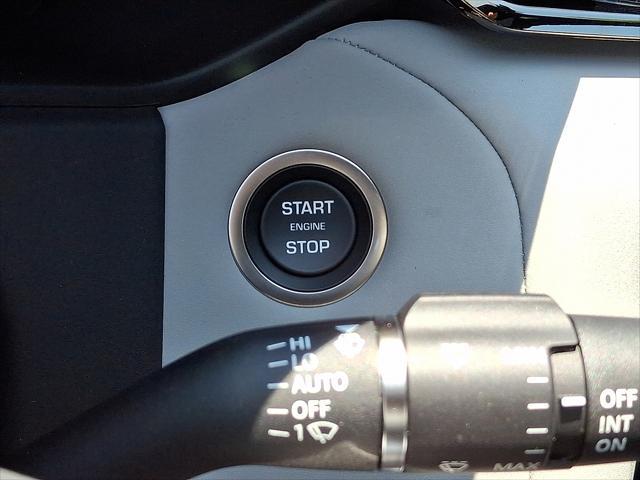 START
ENGINE
STOP
HI
LO
AUTO
OFF
1
OFF
INT
ON
MAX